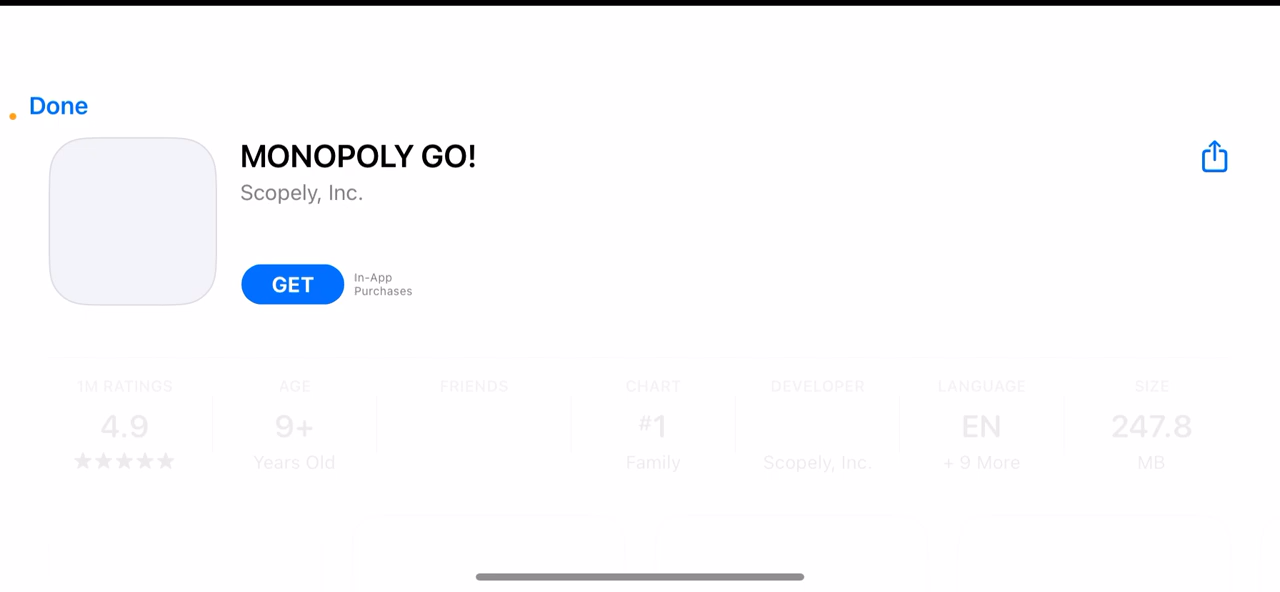 Done
MONOPOLY GO!
Scopely, Inc.
GET
In-App
Purchases
1M RATINGS
4.9
AGE
9+
Years Old
FRIENDS
CHART
#1
Family
DEVELOPER
Scopely, Inc.
LANGUAGE
EN
+ 9 More
SIZE
247.8
MB